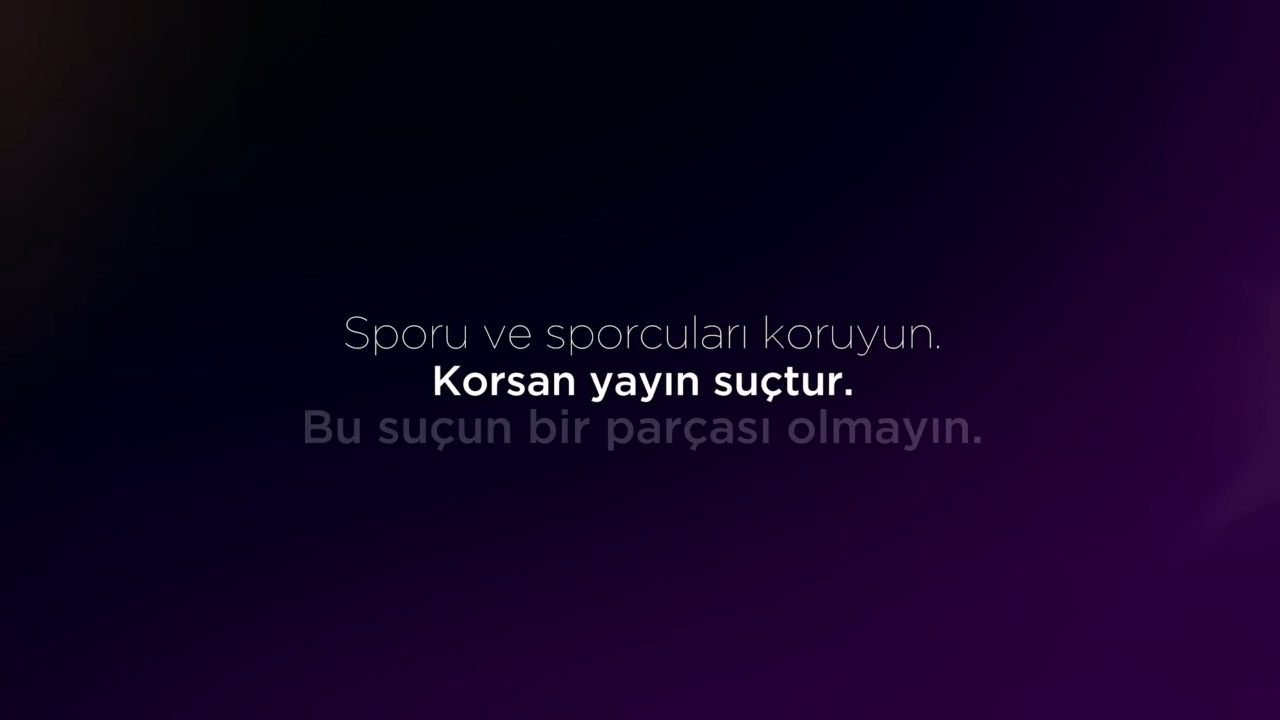 Sporu ve sporcuları koruyun.
Korsan yayın suçtur.
Bu suçun bir parçası olmayın.